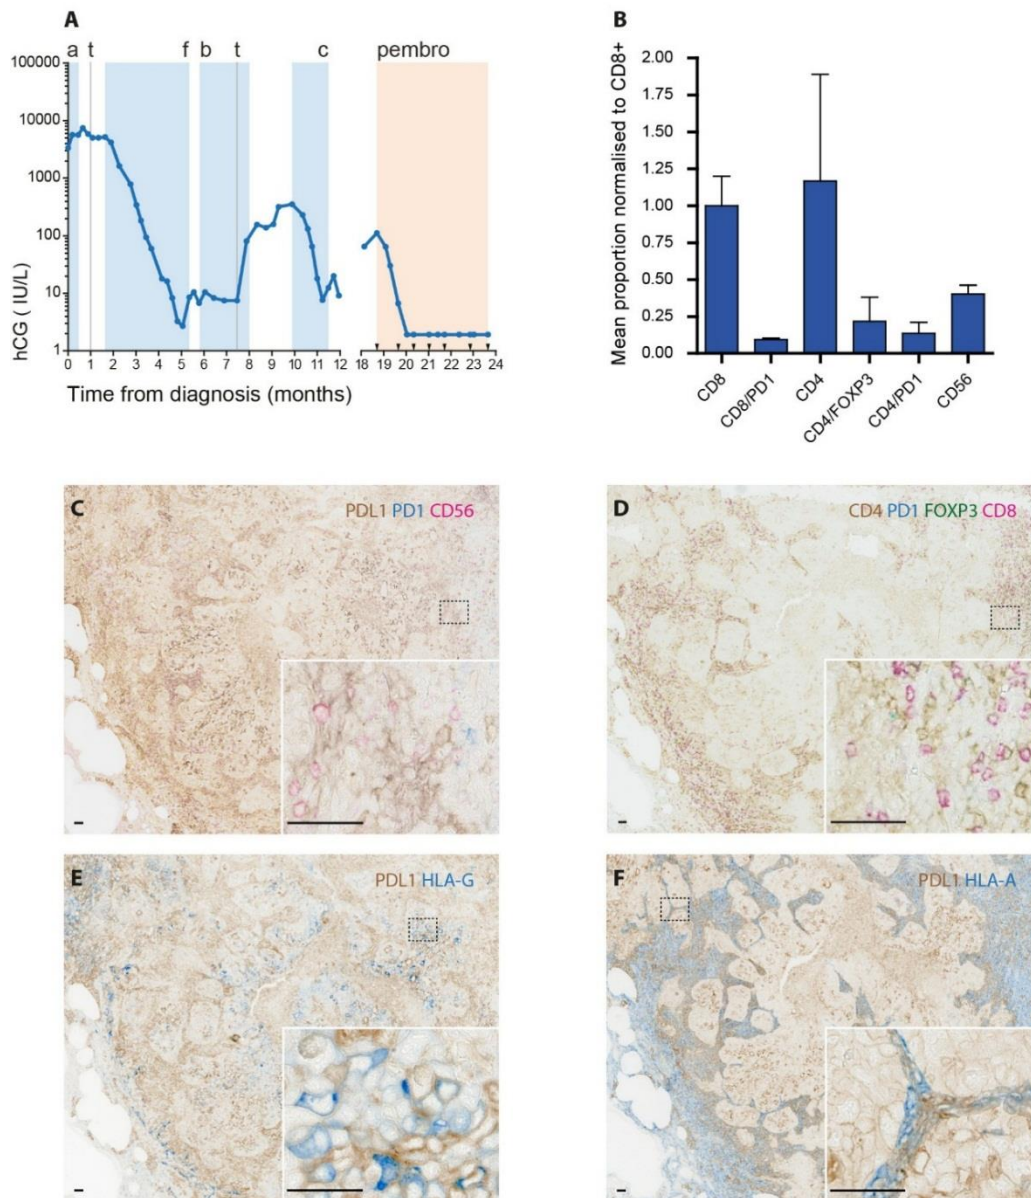 A
a t f b t c pembro
100000
10000
1000
100
10
1
hCG ( IU/L)
0 1 2 3 4 5 6 7 8 9 10 11 12 18 19 20 21 22 23 24
Time from diagnosis (months)
B
Mean proportion normalised to CD8+
2.00
1.75
1.50
1.25
1.00
0.75
0.50
0.25
0.00
CD8
CD8/PD1
CD4
CD4/FOXP3
CD4/PD1
CD56
C
PDL1 PD1 CD56
D
CD4 PD1 FOXP3 CD8
E
PDL1 HLA-G
F
PDL1 HLA-A